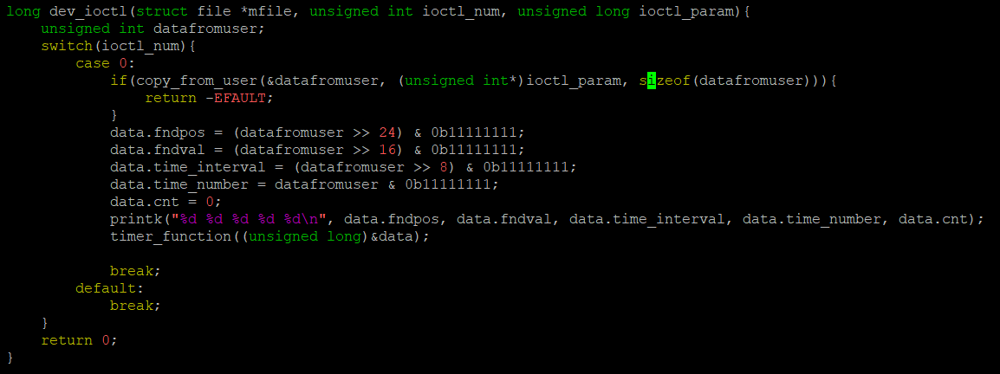 long dev_ioctl(struct file *mfile, unsigned int ioctl_num, unsigned long ioctl_param){
    unsigned int datafromuser;
    switch(ioctl_num){
        case 0:
            if(copy_from_user(&datafromuser, (unsigned int*)ioctl_param, sizeof(datafromuser))){
                return -EFAULT;
            }
            data.fndpos = (datafromuser >> 24) & 0b11111111;
            data.fndval = (datafromuser >> 16) & 0b11111111;
            data.time_interval = (datafromuser >> 8) & 0b11111111;
            data.time_number = datafromuser & 0b11111111;
            data.cnt = 0;
            printk("%d %d %d %d %d\n", data.fndpos, data.fndval, data.time_interval, data.time_number, data.cnt);
            timer_function((unsigned long)&data);

            break;
        default:
            break;
    }
    return 0;
}